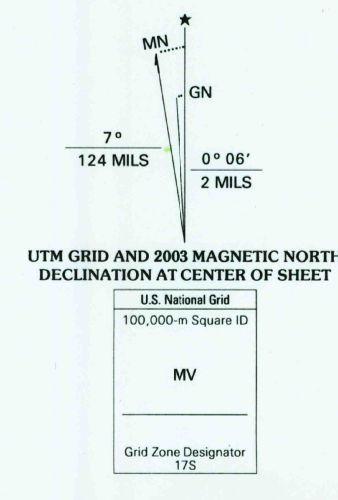 MN
GN
7°
124 MILS
0° 06′
2 MILS
UTM GRID AND 2003 MAGNETIC NORTH
DECLINATION AT CENTER OF SHEET
U.S. National Grid
100,000-m Square ID
MV
Grid Zone Designator
17S